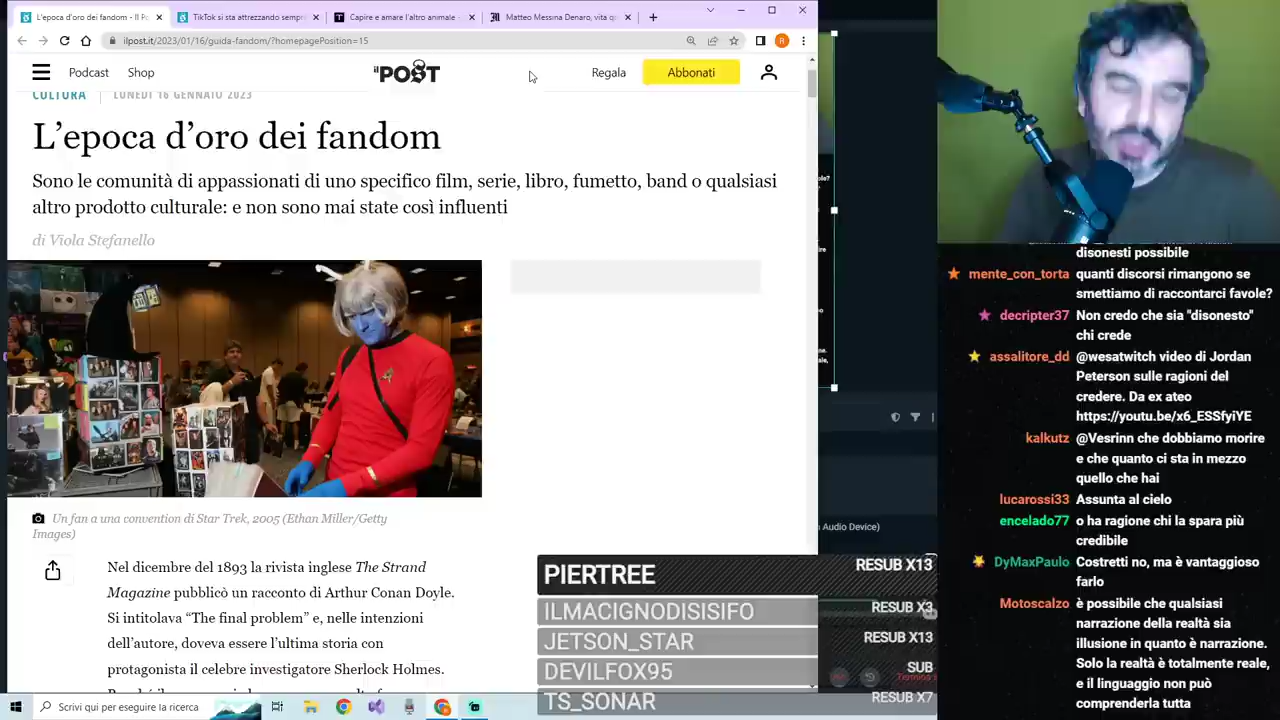 L'epoca d'oro dei fandom - Il Po
TikTok si sta attrezzando sempre
Capire e amare l'altro animale -
Matteo Messina Denaro, vita q
ilpost.it/2023/01/16/guida-fandom/?homepagePosition=15
Podcast Shop
il POST
Regala
Abbonati
CULTURA LUNEDÌ 16 GENNAIO 2023
L'epoca d'oro dei fandom
Sono le comunità di appassionati di uno specifico film, serie, libro, fumetto, band o qualsiasi
altro prodotto culturale: e non sono mai state così influenti
di Viola Stefanello
Un fan a una convention di Star Trek, 2005 (Ethan Miller/Getty
Images)
Nel dicembre del 1893 la rivista inglese The Strand
Magazine pubblicò un racconto di Arthur Conan Doyle.
Si intitolava “The final problem” e, nelle intenzioni
dell'autore, doveva essere l'ultima storia con
protagonista il celebre investigatore Sherlock Holmes.
Audio Device)
PIERTREE RESUB X13
ILMACIGNODISISIFO RESUB X3
JETSON_STAR RESUB X13
DEVILFOX95 SUB
TS_SONAR RESUB X7
Scrivi qui per eseguire la ricerca
disonesti possibile
mente_con_torta quanti discorsi rimangono se
smettiamo di raccontarci favole?
decripter37 Non credo che sia "disonesto"
chi crede
assalitore_dd @wesatwitch video di Jordan
Peterson sulle ragioni del
credere. Da ex ateo
https://youtu.be/x6_ESSfyiYE
kalkutz @Vesrinn che dobbiamo morire
e che quanto ci sta in mezzo
quello che hai
lucarossi33 Assunta al cielo
encelado77 o ha ragione chi la spara più
credibile
DyMaxPaulo Costretti no, ma è vantaggioso
farlo
Motoscalzo è possibile che qualsiasi
narrazione della realtà sia
illusione in quanto è narrazione.
Solo la realtà è totalmente reale,
e il linguaggio non può
comprenderla tutta